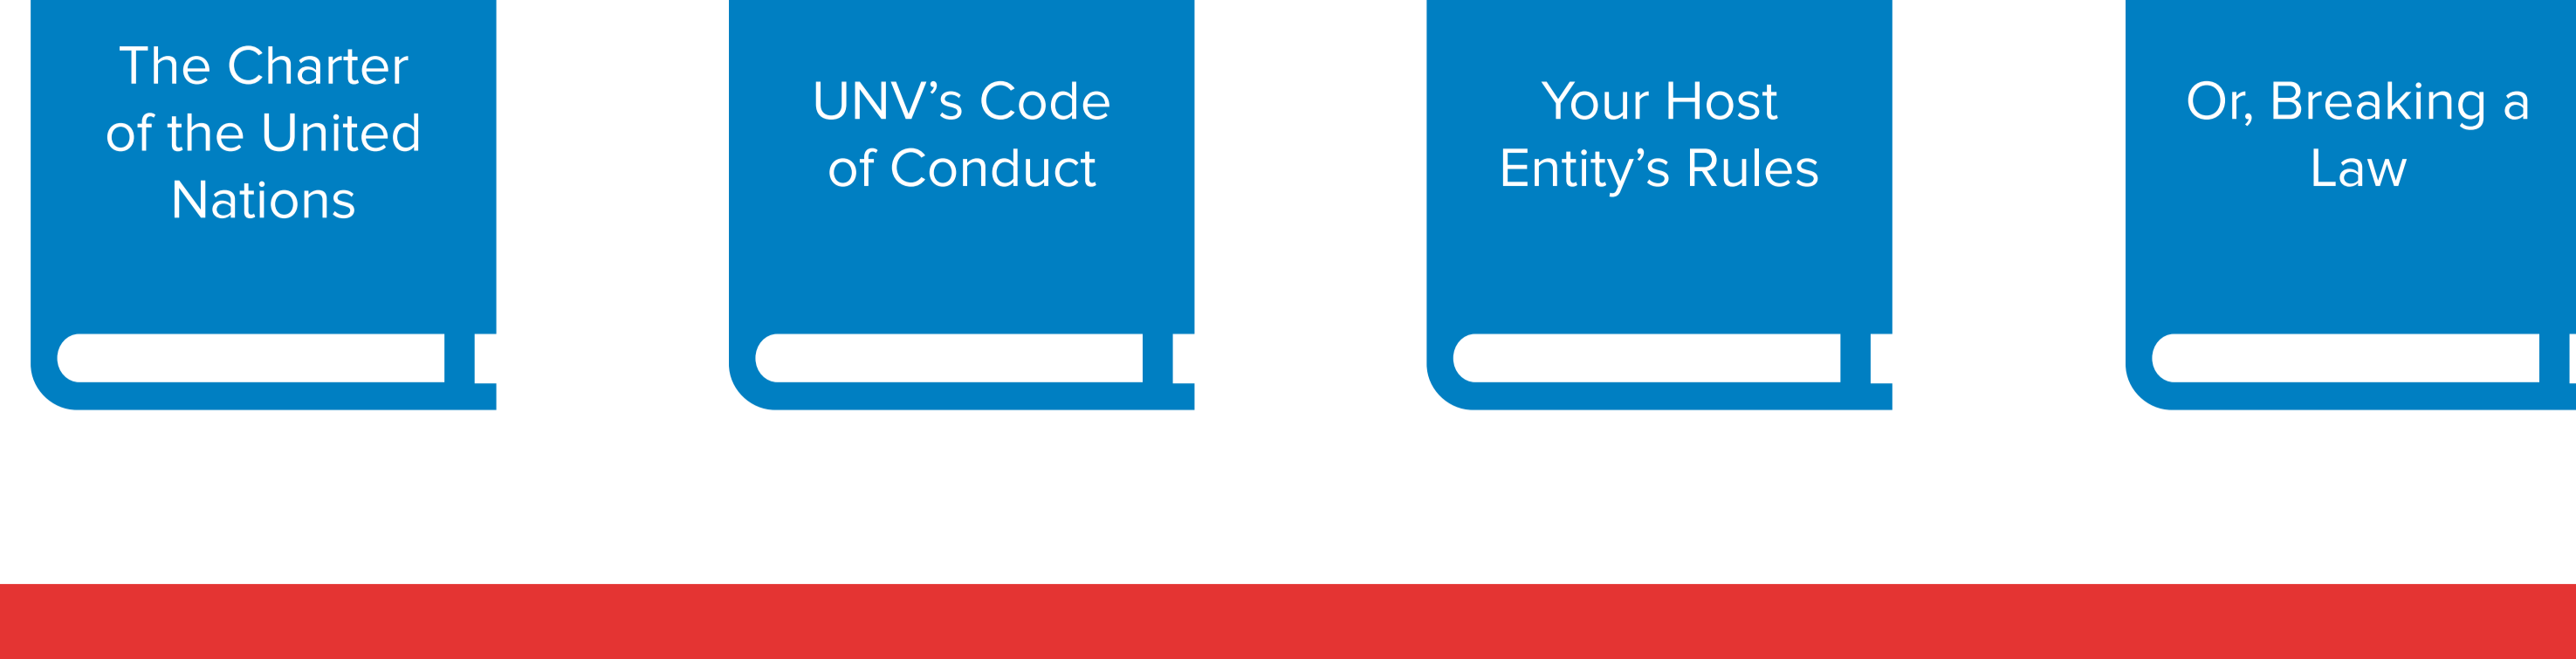 The Charter
of the United
Nations
UNV’s Code
of Conduct
Your Host
Entity’s Rules
Or, Breaking a
Law